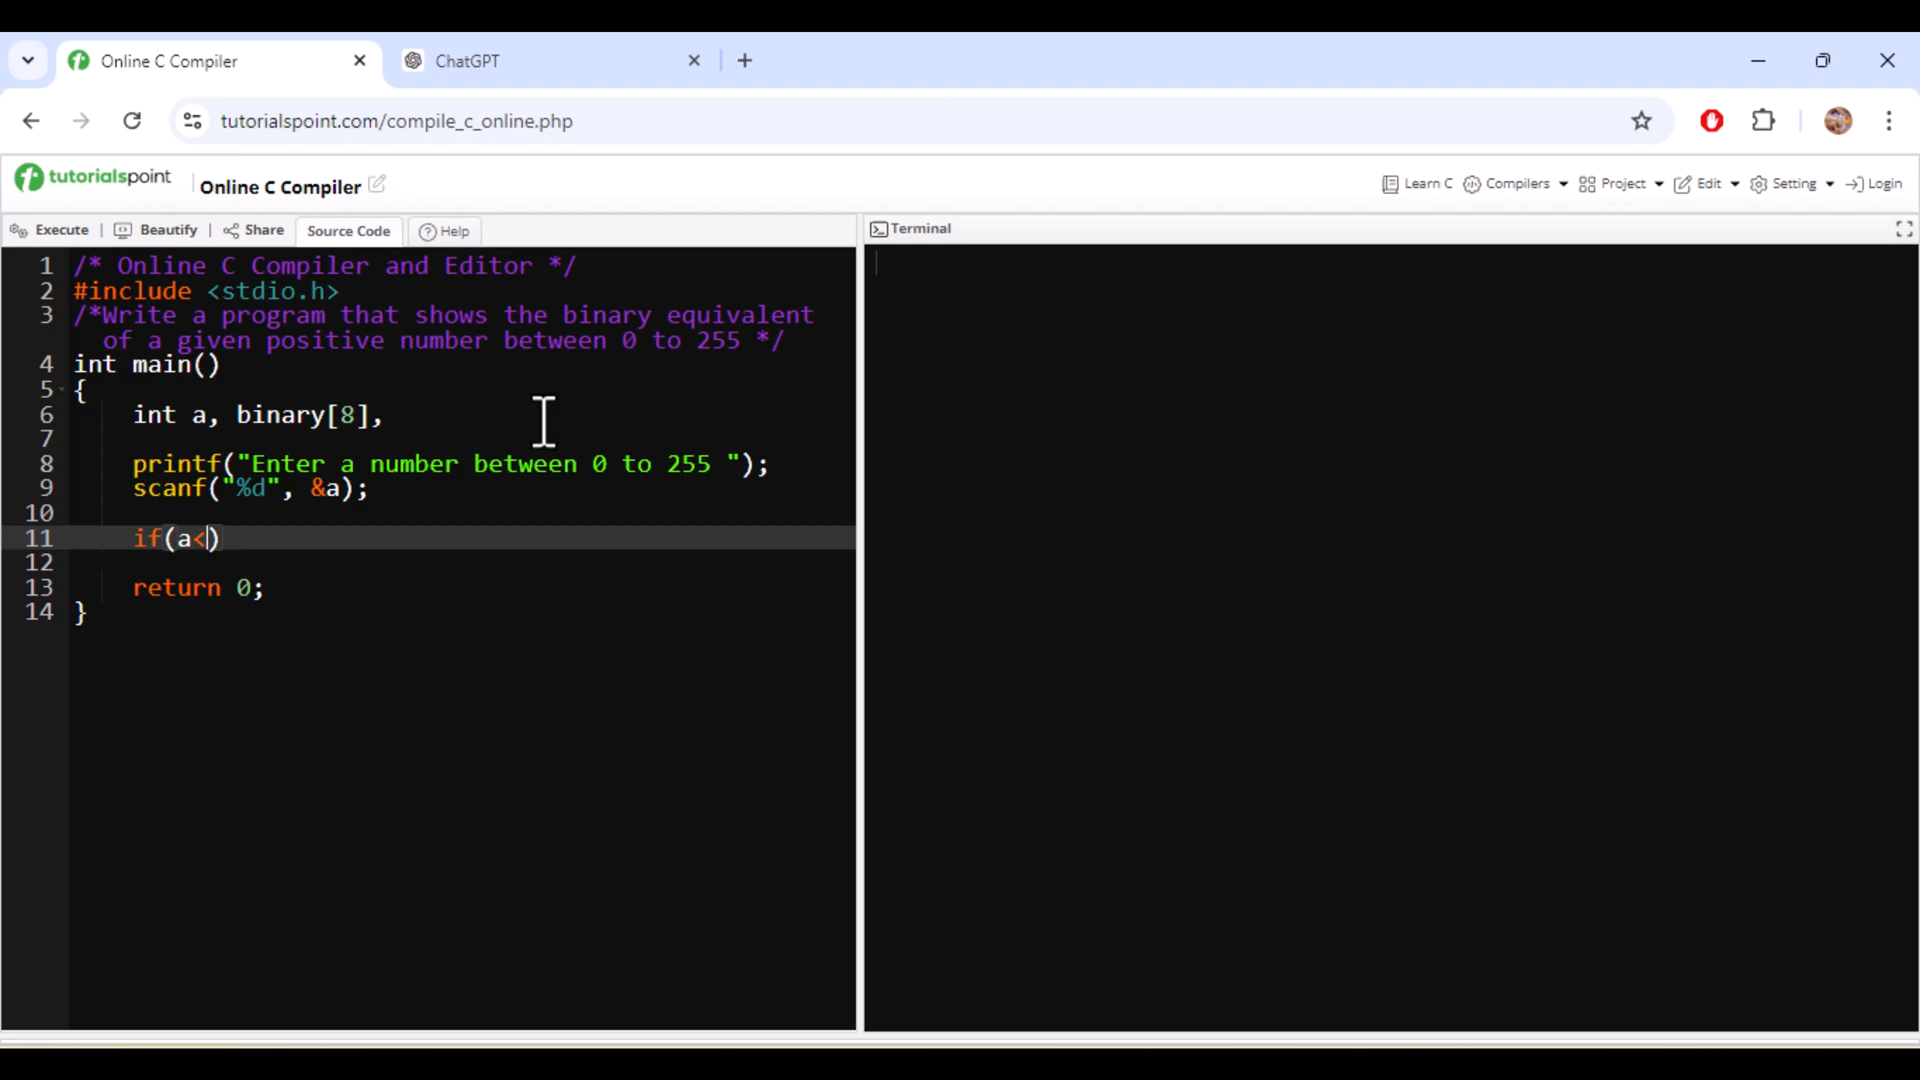 Online C Compiler
ChatGPT
tutorialspoint.com/compile_c_online.php
tutorialspoint
Online C Compiler
Learn C
Compilers
Project
Edit
Setting
Login
Execute
Beautify
Share
Source Code
Help
Terminal
1 /* Online C Compiler and Editor */
2 #include <stdio.h>
3 /*Write a program that shows the binary equivalent
of a given positive number between 0 to 255 */
4 int main()
5 {
6 int a, binary[8],
7
8 printf("Enter a number between 0 to 255 ");
9 scanf("%d", &a);
10
11 if(a<)
12
13 return 0;
14 }